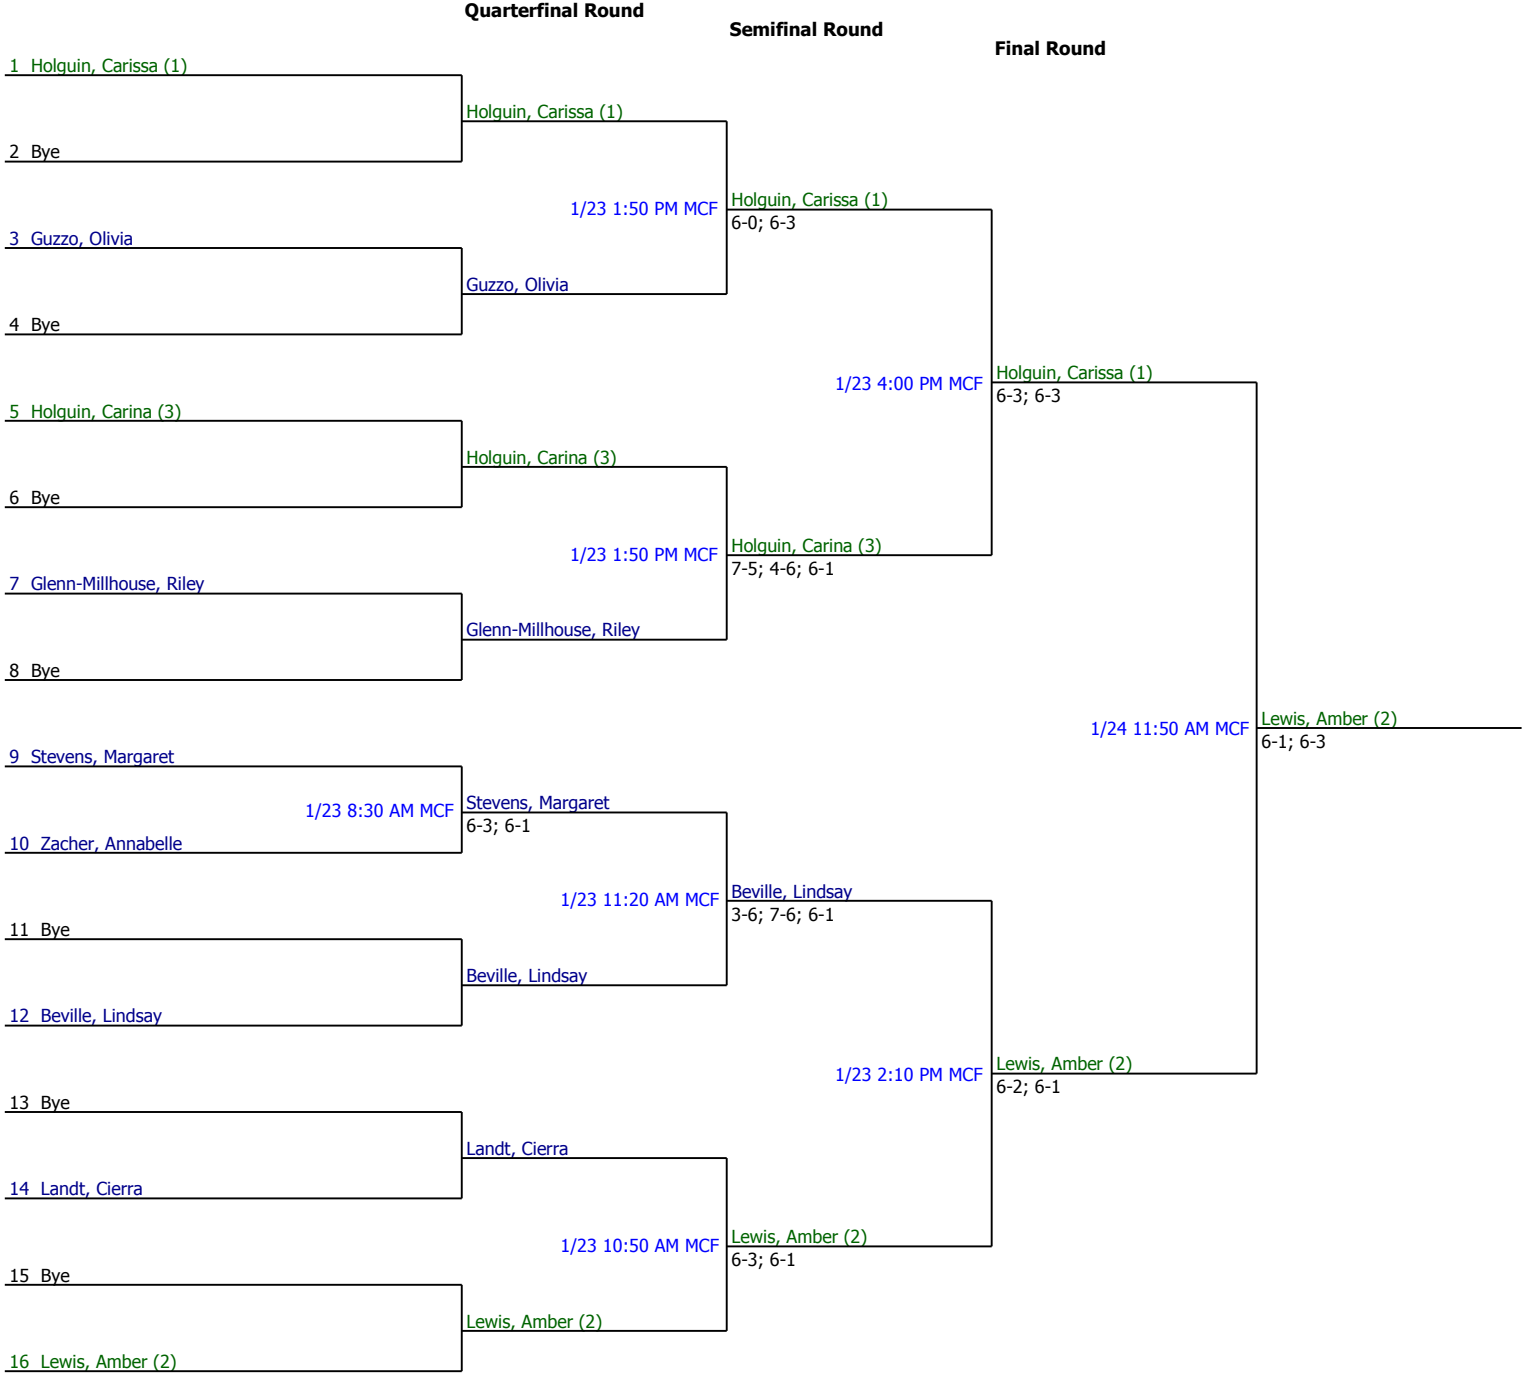 Quarterfinal Round
Semifinal Round
Final Round
1 Holguin, Carissa (1)
Holguin, Carissa (1)
2 Bye
1/23 1:50 PM MCF
Holguin, Carissa (1)
6-0; 6-3
3 Guzzo, Olivia
Guzzo, Olivia
4 Bye
1/23 4:00 PM MCF
Holguin, Carissa (1)
6-3; 6-3
5 Holguin, Carina (3)
Holguin, Carina (3)
6 Bye
1/23 1:50 PM MCF
Holguin, Carina (3)
7-5; 4-6; 6-1
7 Glenn-Millhouse, Riley
Glenn-Millhouse, Riley
8 Bye
1/24 11:50 AM MCF
Lewis, Amber (2)
6-1; 6-3
9 Stevens, Margaret
1/23 8:30 AM MCF
Stevens, Margaret
6-3; 6-1
10 Zacher, Annabelle
1/23 11:20 AM MCF
Beville, Lindsay
3-6; 7-6; 6-1
11 Bye
Beville, Lindsay
12 Beville, Lindsay
1/23 2:10 PM MCF
Lewis, Amber (2)
6-2; 6-1
13 Bye
Landt, Cierra
14 Landt, Cierra
1/23 10:50 AM MCF
Lewis, Amber (2)
6-3; 6-1
15 Bye
Lewis, Amber (2)
16 Lewis, Amber (2)